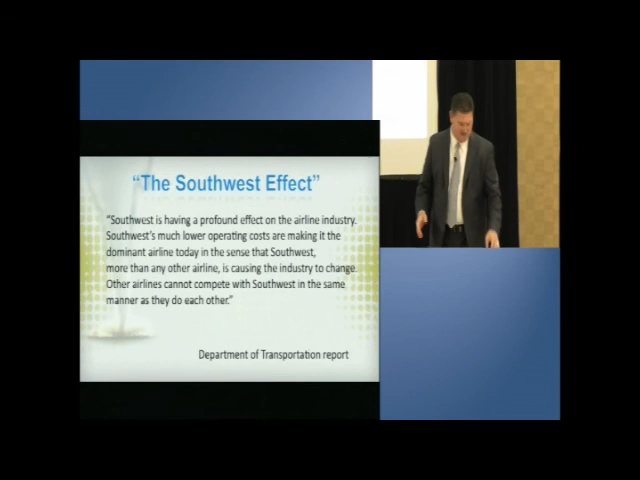 “The Southwest Effect”
“Southwest is having a profound effect on the airline industry.
Southwest’s much lower operating costs are making it the
dominant airline today in the sense that Southwest,
more than any other airline, is causing the industry to change.
Other airlines cannot compete with Southwest in the same
manner as they do each other.”
Department of Transportation report